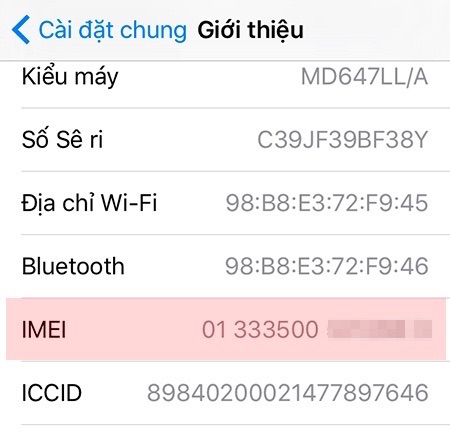 Cài đặt chung Giới thiệu
Kiểu máy MD647LL/A
Số Sê ri C39JF39BF38Y
Địa chỉ Wi-Fi 98:B8:E3:72:F9:45
Bluetooth 98:B8:E3:72:F9:46
IMEI 01 333500
ICCID 89840200021477897646